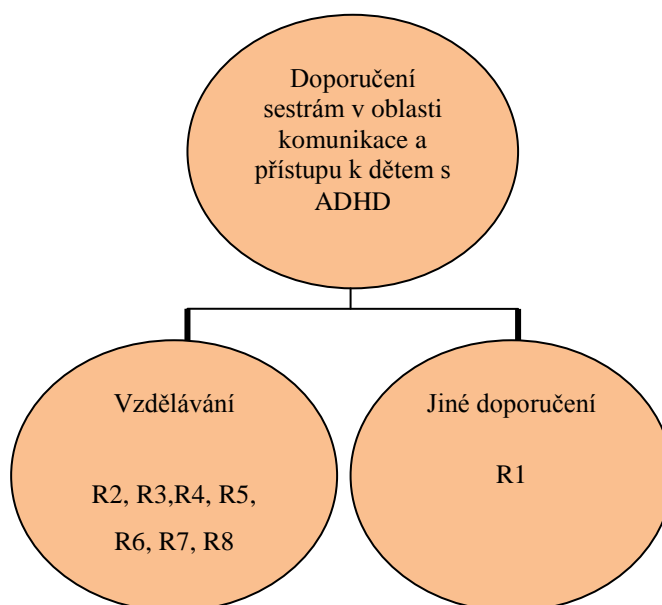 Doporučení
sestrám v oblasti
komunikace a
přístupu k dětem s
ADHD
Vzdělávání
R2, R3,R4, R5,
R6, R7, R8
Jiné doporučení
R1